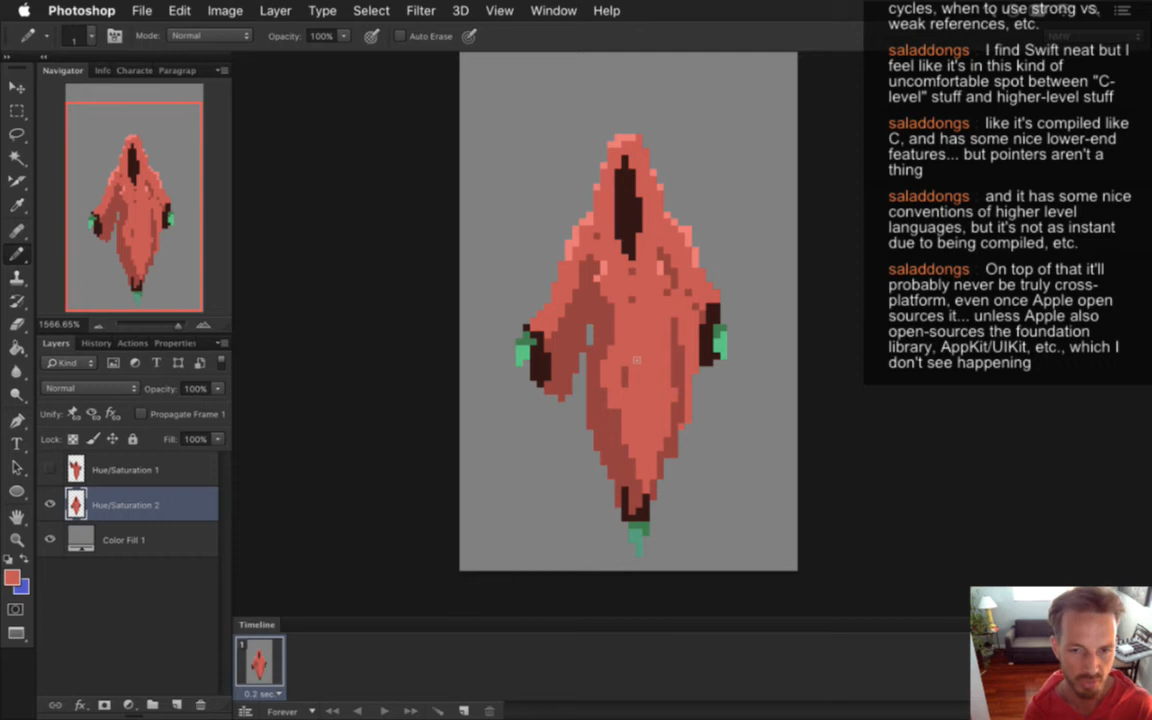 Photoshop File Edit Image Layer Type Select Filter 3D View Window Help
1 Mode: Normal Opacity: 100% Auto Erase
Navigator Info Characte Paragrap
1566.65%
Layers History Actions Properties
Kind
Normal Opacity: 100%
Unify: Propagate Frame 1
Lock: Fill: 100%
Hue/Saturation 1
Hue/Saturation 2
Color Fill 1
fx
Timeline
1
0.2 sec.
Forever
cycles, when to use strong vs.
weak references, etc.
saladdongs I find Swift neat but I
feel like it's in this kind of
uncomfortable spot between "C-
level" stuff and higher-level stuff
saladdongs like it's compiled like
C, and has some nice lower-end
features... but pointers aren't a
thing
saladdongs and it has some nice
conventions of higher level
languages, but it's not as instant
due to being compiled, etc.
saladdongs On top of that it'll
probably never be truly cross-
platform, even once Apple open
sources it... unless Apple also
open-sources the foundation
library, AppKit/UIKit, etc., which I
don't see happening